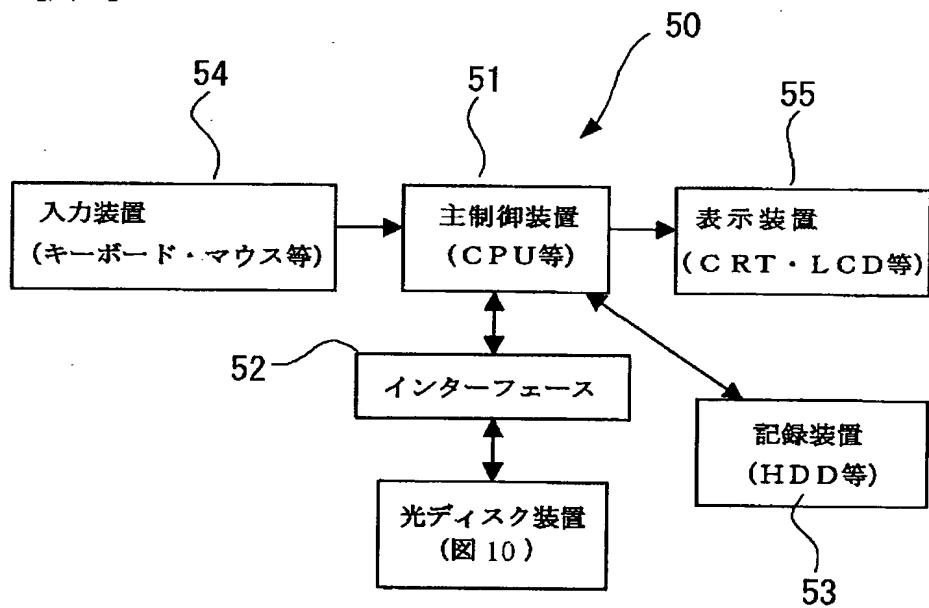 50
54
51
55
入力装置
(キーボード・マウス等)
主制御装置
(CPU等)
表示装置
(CRT・LCD等)
52
インターフェース
記録装置
(HDD等)
光ディスク装置
(図10)
53